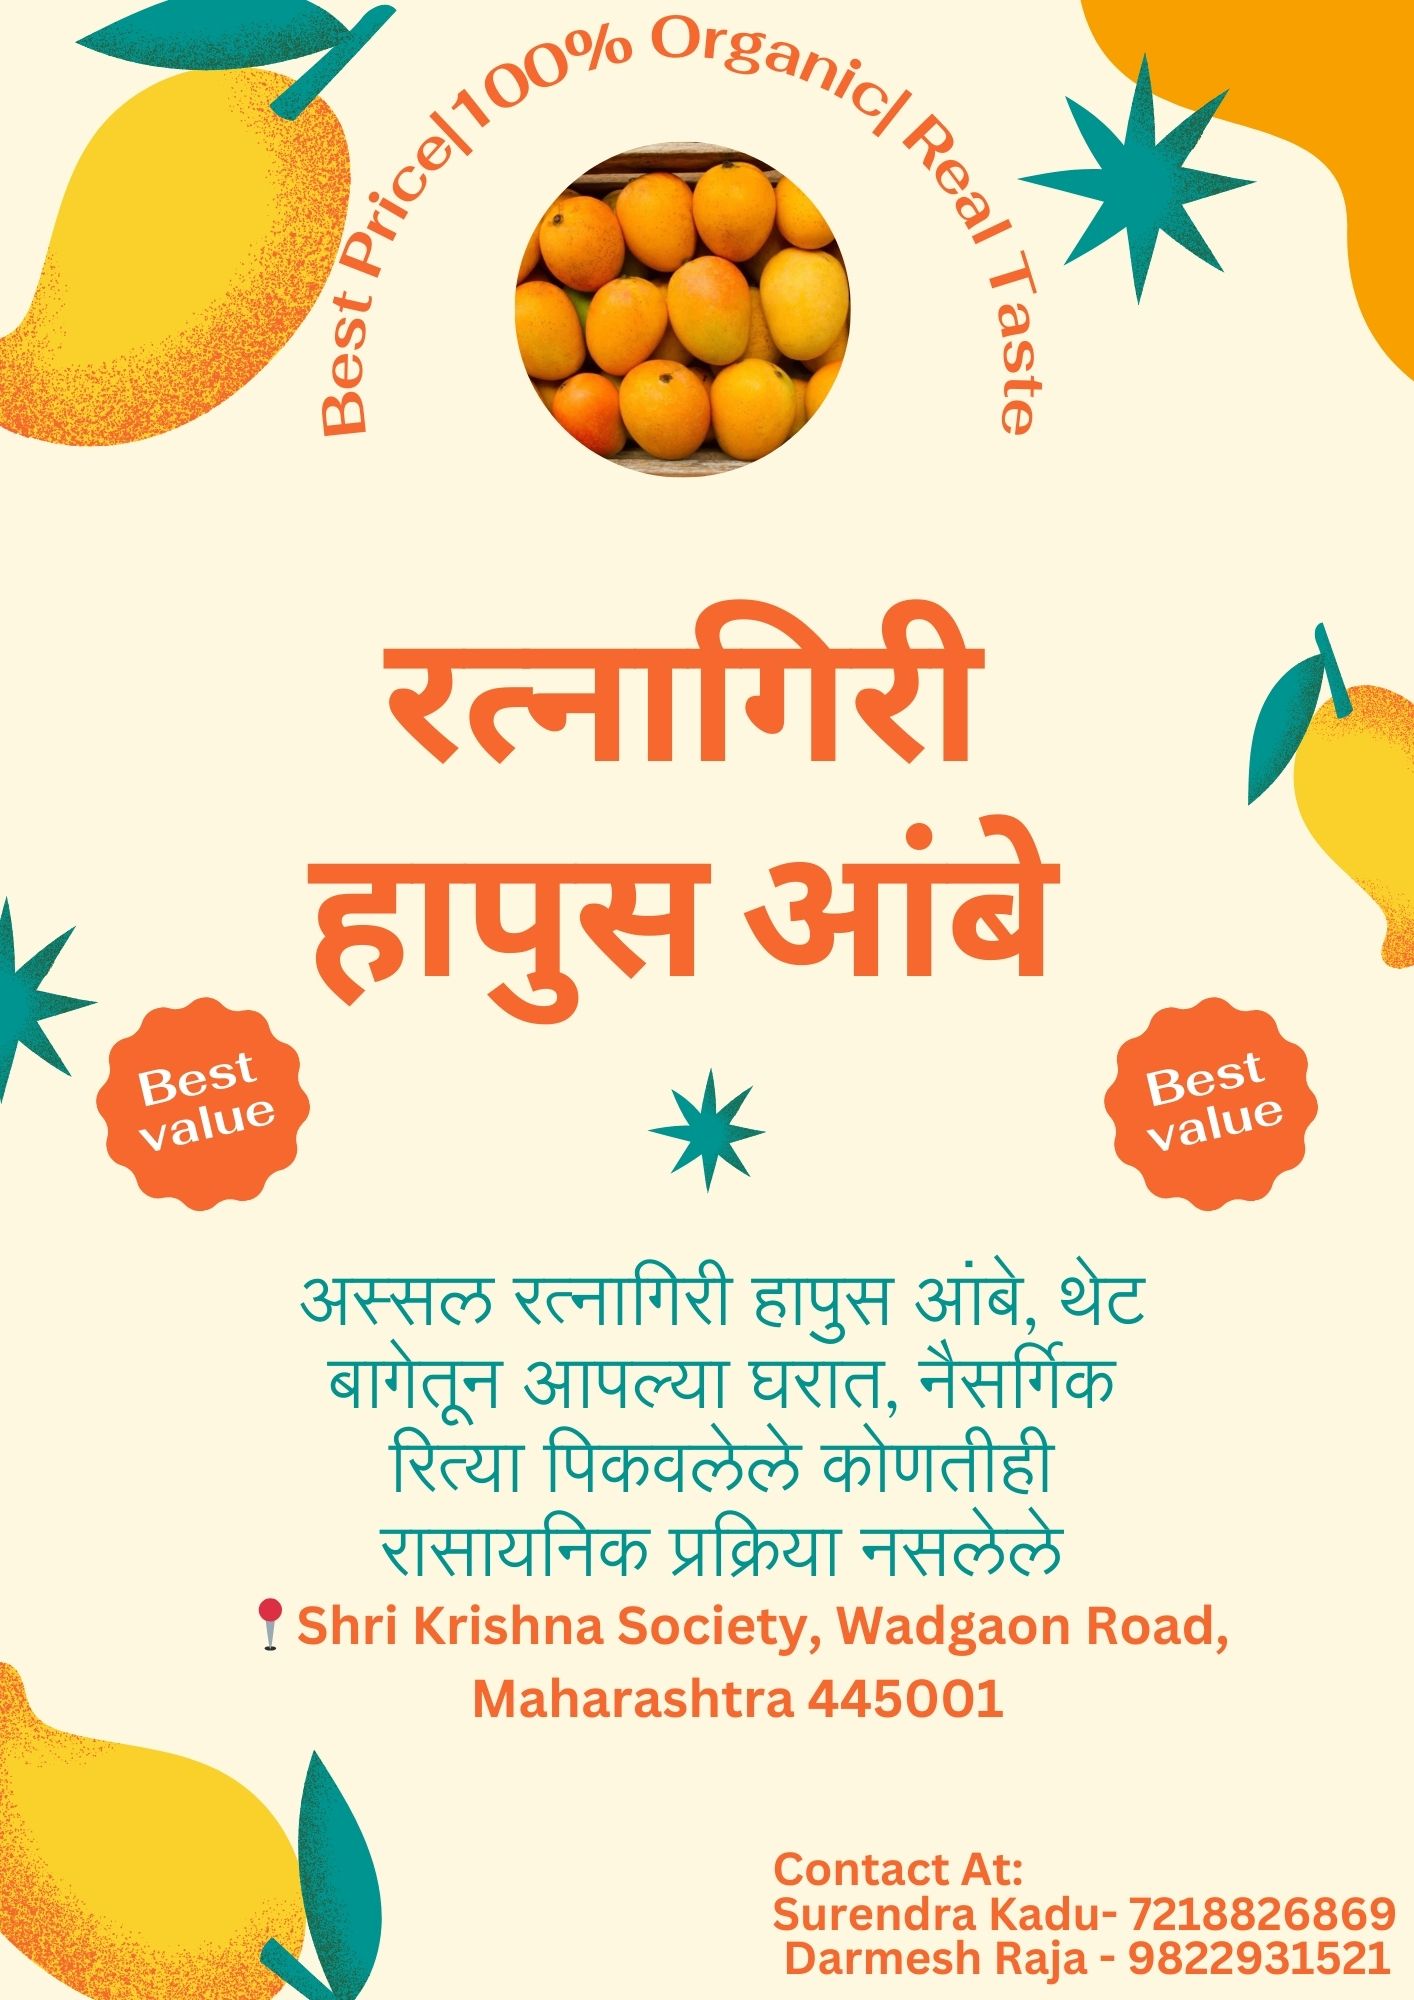 Best Price|100% Organic| Real Taste
रत्नागिरी
हापुस आंबे
Best
value
Best
value
अस्सल रत्नागिरी हापुस आंबे, थेट
बागेतून आपल्या घरात, नैसर्गिक
रित्या पिकवलेले कोणतीही
रासायनिक प्रक्रिया नसलेले
📍Shri Krishna Society, Wadgaon Road,
Maharashtra 445001
Contact At:
Surendra Kadu- 7218826869
Darmesh Raja - 9822931521